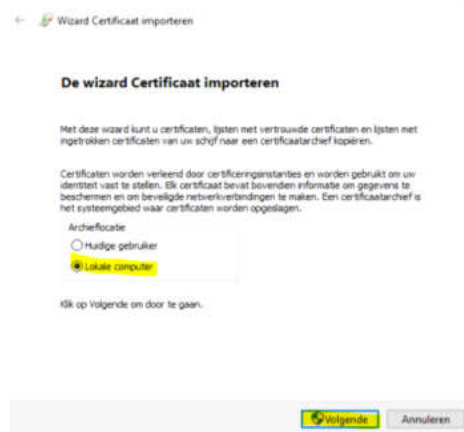 Wizard Certificaat importeren
De wizard Certificaat importeren
Met deze wizard kunt u certificaten, lijsten met vertrouwde certificaten en lijsten met
ingetrokken certificaten van uw schijf naar een certificaatarchief kopiëren.
Certificaten worden verleend door certificeringsinstanties en worden gebruikt om uw
identiteit vast te stellen. Elk certificaat bevat bovendien informatie om gegevens te
beschermen en om beveiligde netwerkverbindingen te maken. Een certificaatarchief is
het systeemgebied waar certificaten worden opgeslagen.
Archieflocatie
Huidige gebruiker
Lokale computer
Klik op Volgende om door te gaan.
Volgende Annuleren